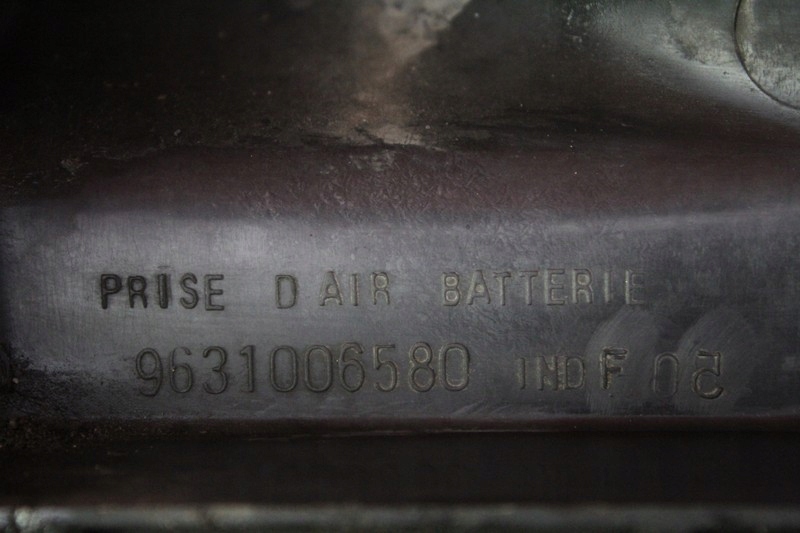 PRISE D AIR BATTERIE
9631006580 IND F 05